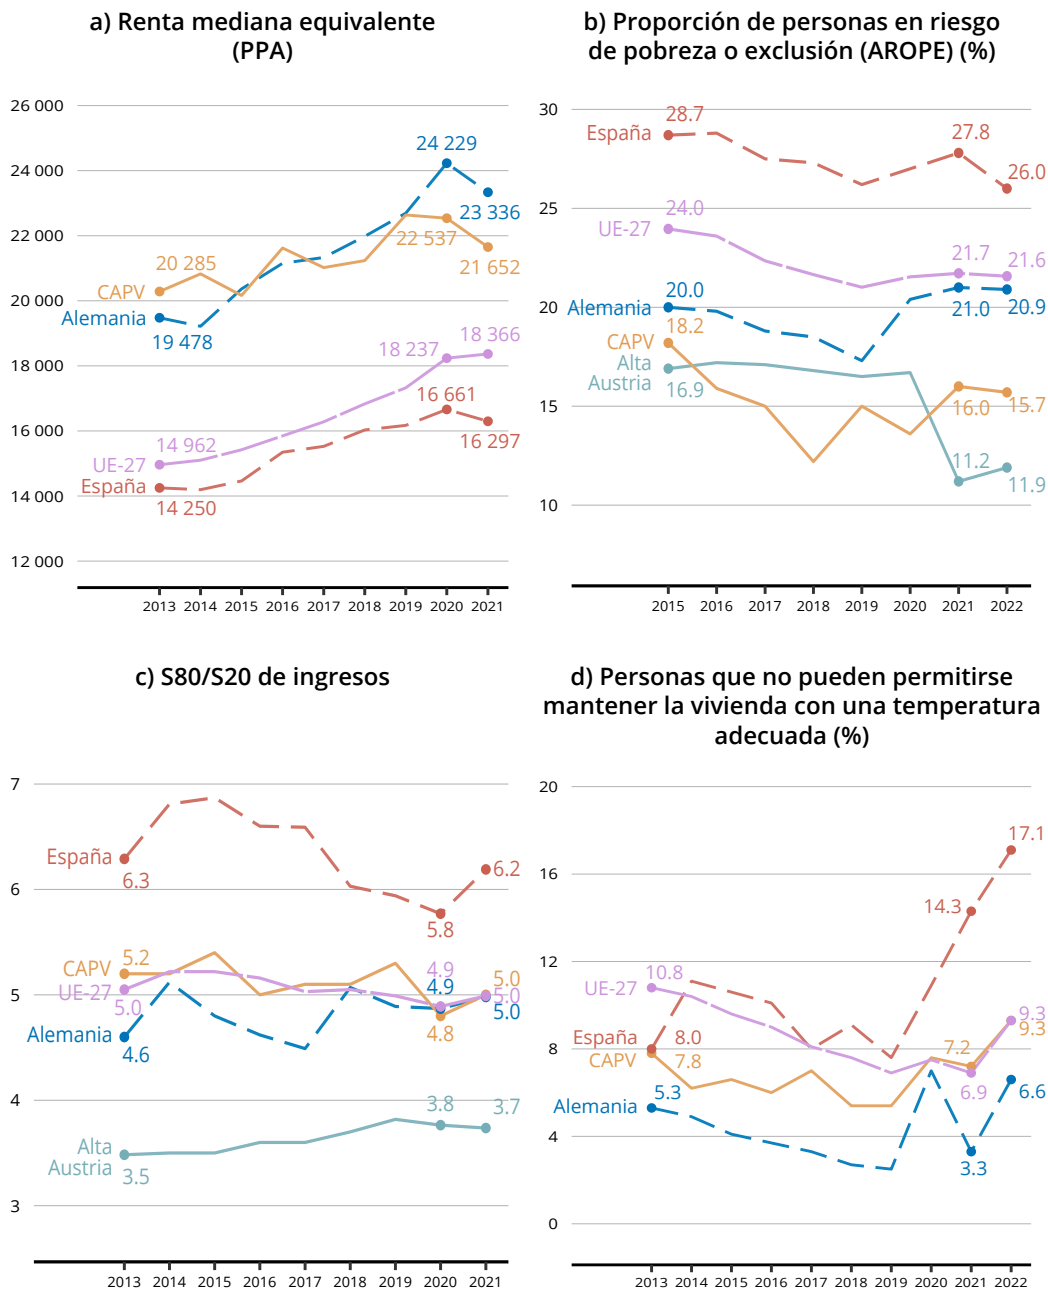 a) Renta mediana equivalente
(PPA)
26 000
24 000
22 000
20 000
18 000
16 000
14 000
12 000
24 229
23 336
22 537
21 652
20 285
CAPV
Alemania
19 478
18 237
18 366
16 661
16 297
14 962
UE-27
España
14 250
2013 2014 2015 2016 2017 2018 2019 2020 2021
b) Proporción de personas en riesgo
de pobreza o exclusión (AROPE) (%)
30
25
20
15
10
España
28.7
27.8
26.0
UE-27
24.0
21.7
21.6
Alemania
20.0
21.0
20.9
CAPV
18.2
Alta
Austria
16.9
16.0
15.7
11.2
11.9
2015 2016 2017 2018 2019 2020 2021 2022
c) S80/S20 de ingresos
7
6
5
4
3
España
6.3
5.8
6.2
CAPV
5.2
UE-27
5.0
Alemania
4.6
4.9
4.9
4.8
5.0
5.0
5.0
Alta
Austria
3.5
3.8
3.7
2013 2014 2015 2016 2017 2018 2019 2020 2021
d) Personas que no pueden permitirse
mantener la vivienda con una temperatura
adecuada (%)
20
16
12
8
4
0
17.1
14.3
UE-27
10.8
España
8.0
CAPV
7.8
Alemania
5.3
7.2
6.9
9.3
9.3
3.3
6.6
2013 2014 2015 2016 2017 2018 2019 2020 2021 2022